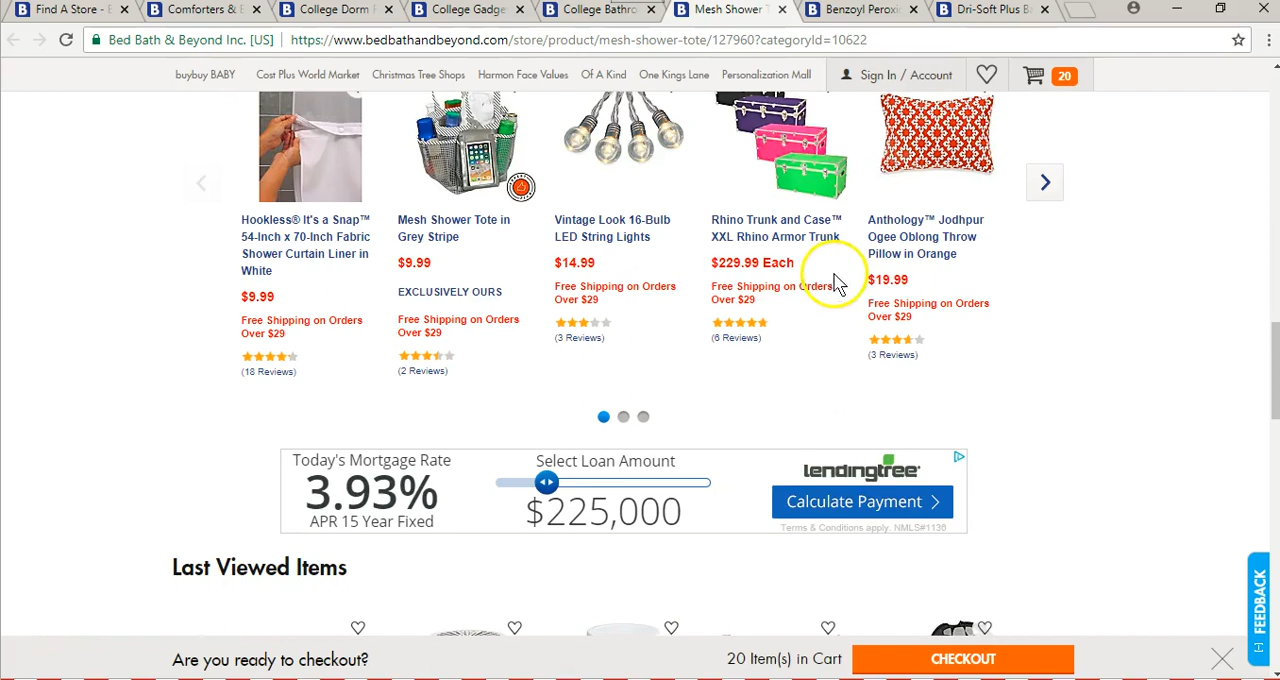 Find A Store - B
Comforters & B
College Dorm
College Gadge
College Bathro
Mesh Shower T
Benzoyl Peroxi
Dri-Soft Plus Ba
Bed Bath & Beyond Inc. [US]
https://www.bedbathandbeyond.com/store/product/mesh-shower-tote/127960?categoryId=10622
buybuy BABY
Cost Plus World Market
Christmas Tree Shops
Harmon Face Values
Of A Kind
One Kings Lane
Personalization Mall
Sign In / Account
20
Hookless® It's a Snap™
54-Inch x 70-Inch Fabric
Shower Curtain Liner in
White
$9.99
Free Shipping on Orders
Over $29
(18 Reviews)
Mesh Shower Tote in
Grey Stripe
$9.99
EXCLUSIVELY OURS
Free Shipping on Orders
Over $29
(2 Reviews)
Vintage Look 16-Bulb
LED String Lights
$14.99
Free Shipping on Orders
Over $29
(3 Reviews)
Rhino Trunk and Case™
XXL Rhino Armor Trunk
$229.99 Each
Free Shipping on Orders
Over $29
(6 Reviews)
Anthology™ Jodhpur
Ogee Oblong Throw
Pillow in Orange
$19.99
Free Shipping on Orders
Over $29
(3 Reviews)
Today's Mortgage Rate
3.93%
APR 15 Year Fixed
Select Loan Amount
$225,000
lendingtree
Calculate Payment
Terms & Conditions apply. NMLS#1136
Last Viewed Items
FEEDBACK
Are you ready to checkout?
20 Item(s) in Cart
CHECKOUT